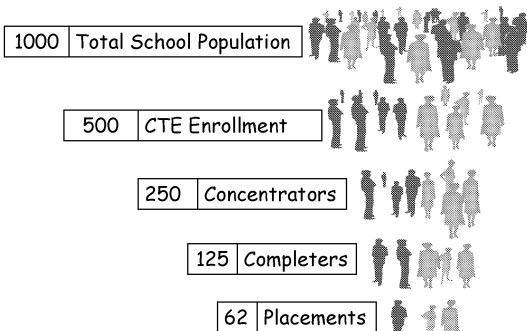 1000 Total School Population
500 CTE Enrollment
250 Concentrators
125 Completers
62 Placements